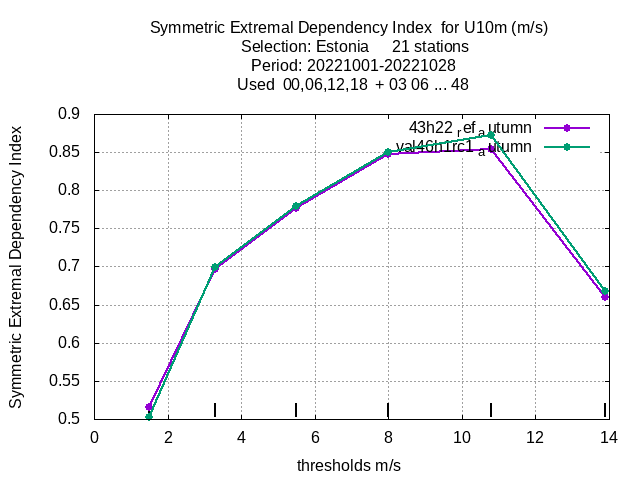 Symmetric Extremal Dependency Index for U10m (m/s)
Selection: Estonia 21 stations
Period: 20221001-20221028
Used 00,06,12,18 + 03 06 ... 48
0.9
0.85
0.8
0.75
0.7
0.65
0.6
0.55
0.5
Symmetric Extremal Dependency Index
43h22_ref_autumn
val46h1rc1_autumn
0 2 4 6 8 10 12 14
thresholds m/s